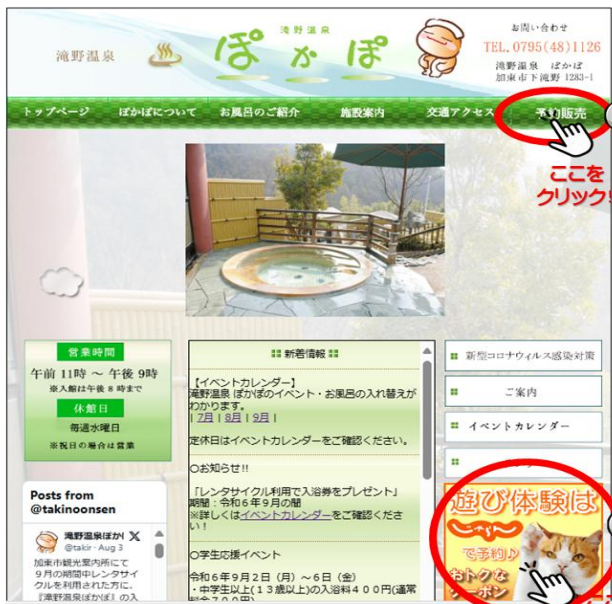 滝野温泉
滝野温泉
ぽかぽ
お問い合わせ
TEL.0795(48)1126
滝野温泉 ぽかぽ
加東市下滝野 1283-1
トップページ ぽかぽについて お風呂のご紹介 施設案内 交通アクセス 予約販売
ここを
クリック!
営業時間
午前 11時 ～ 午後 9時
※入館は午後 8 時まで
休館日
毎週水曜日
※祝日の場合は営業
Posts from
@takinoonsen
滝野温泉ぽか
@takir · Aug 3
加東市観光案内所にて
9月の期間中レンタサイ
クルを利用された方に、
『滝野温泉ぽかぽ』の入
新着情報
【イベントカレンダー】
滝野温泉 ぽかぽのイベント・お風呂の入れ替えが
わかります。
| 7月 | 8月 | 9月 |
定休日はイベントカレンダーをご確認ください。
○お知らせ!!
「レンタサイクル利用で入浴券をプレゼント」
期間：令和６年９月の間
※詳しくはイベントカレンダーをご確認くださ
い！
○学生応援イベント
令和６年９月２日（月）～６日（金）
・中学生以上(１３歳以上)の入浴料４００円(通常
料金７００円)
新型コロナウィルス感染対策
ご案内
イベントカレンダー
遊び体験は
じゃらん
で予約♪
おトクな
クーポン